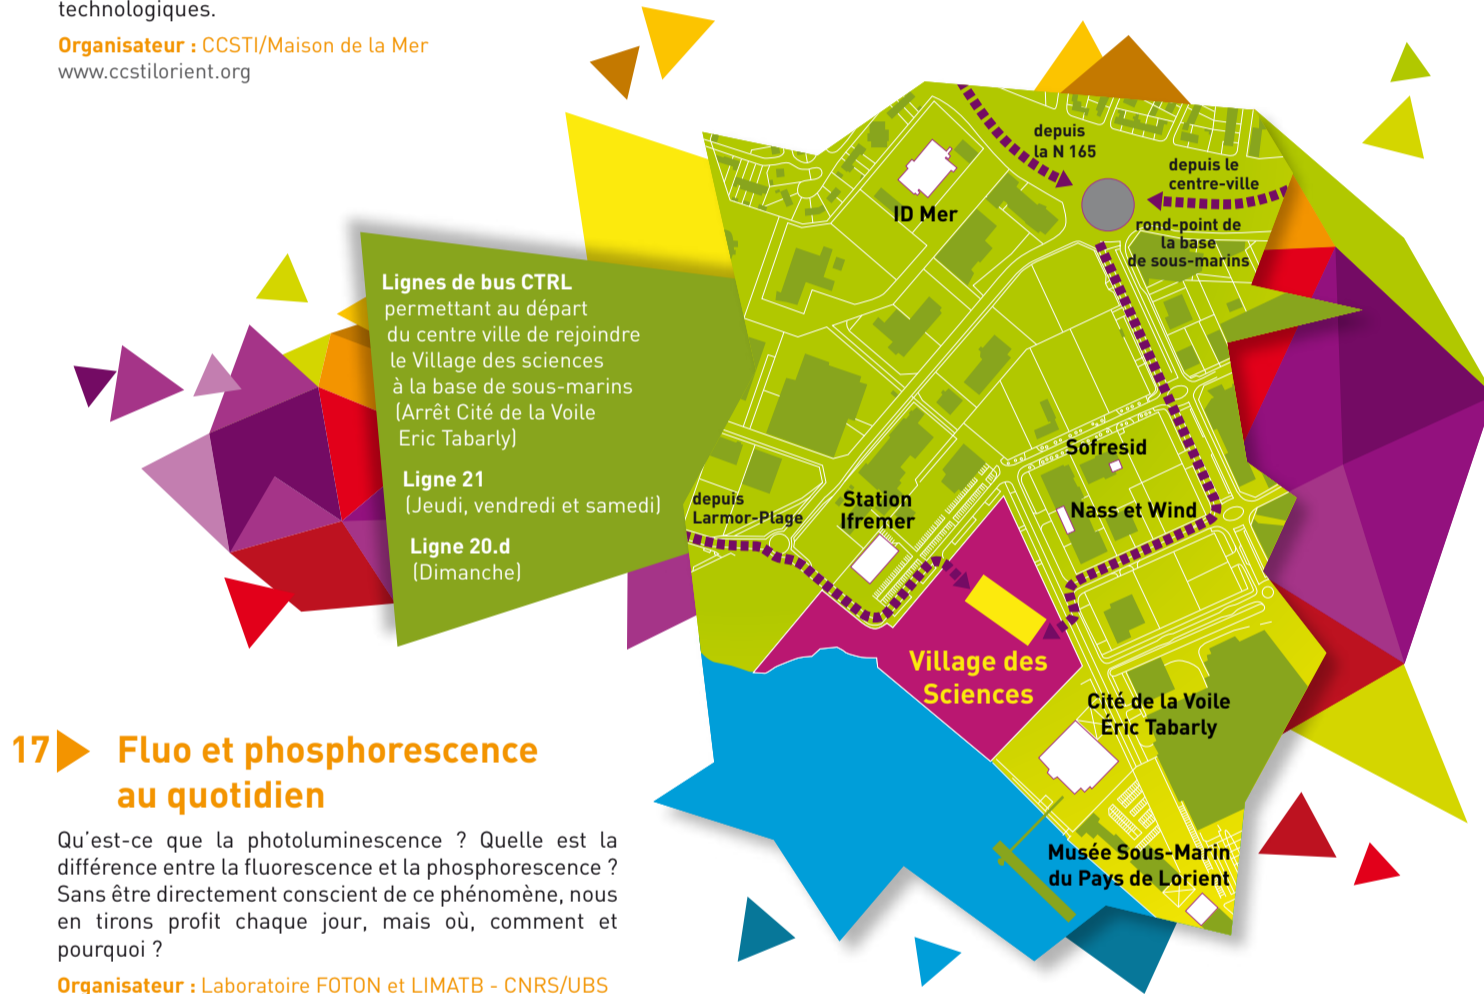 technologiques.
Organisateur : CCSTI/Maison de la Mer
www.ccstilorient.org
Lignes de bus CTRL
permettant au départ
du centre ville de rejoindre
le Village des sciences
à la base de sous-marins
(Arrêt Cité de la Voile
Eric Tabarly)
Ligne 21
(Jeudi, vendredi et samedi)
Ligne 20.d
(Dimanche)
depuis
la N 165
depuis le
centre-ville
ID Mer
rond-point de
la base
de sous-marins
Sofresid
depuis
Larmor-Plage
Station
Ifremer
Nass et Wind
Village des
Sciences
Cité de la Voile
Éric Tabarly
Musée Sous-Marin
du Pays de Lorient
17 Fluo et phosphorescence
au quotidien
Qu'est-ce que la photoluminescence ? Quelle est la
différence entre la fluorescence et la phosphorescence ?
Sans être directement conscient de ce phénomène, nous
en tirons profit chaque jour, mais où, comment et
pourquoi ?
Organisateur : Laboratoire FOTON et LIMATB - CNRS/UBS